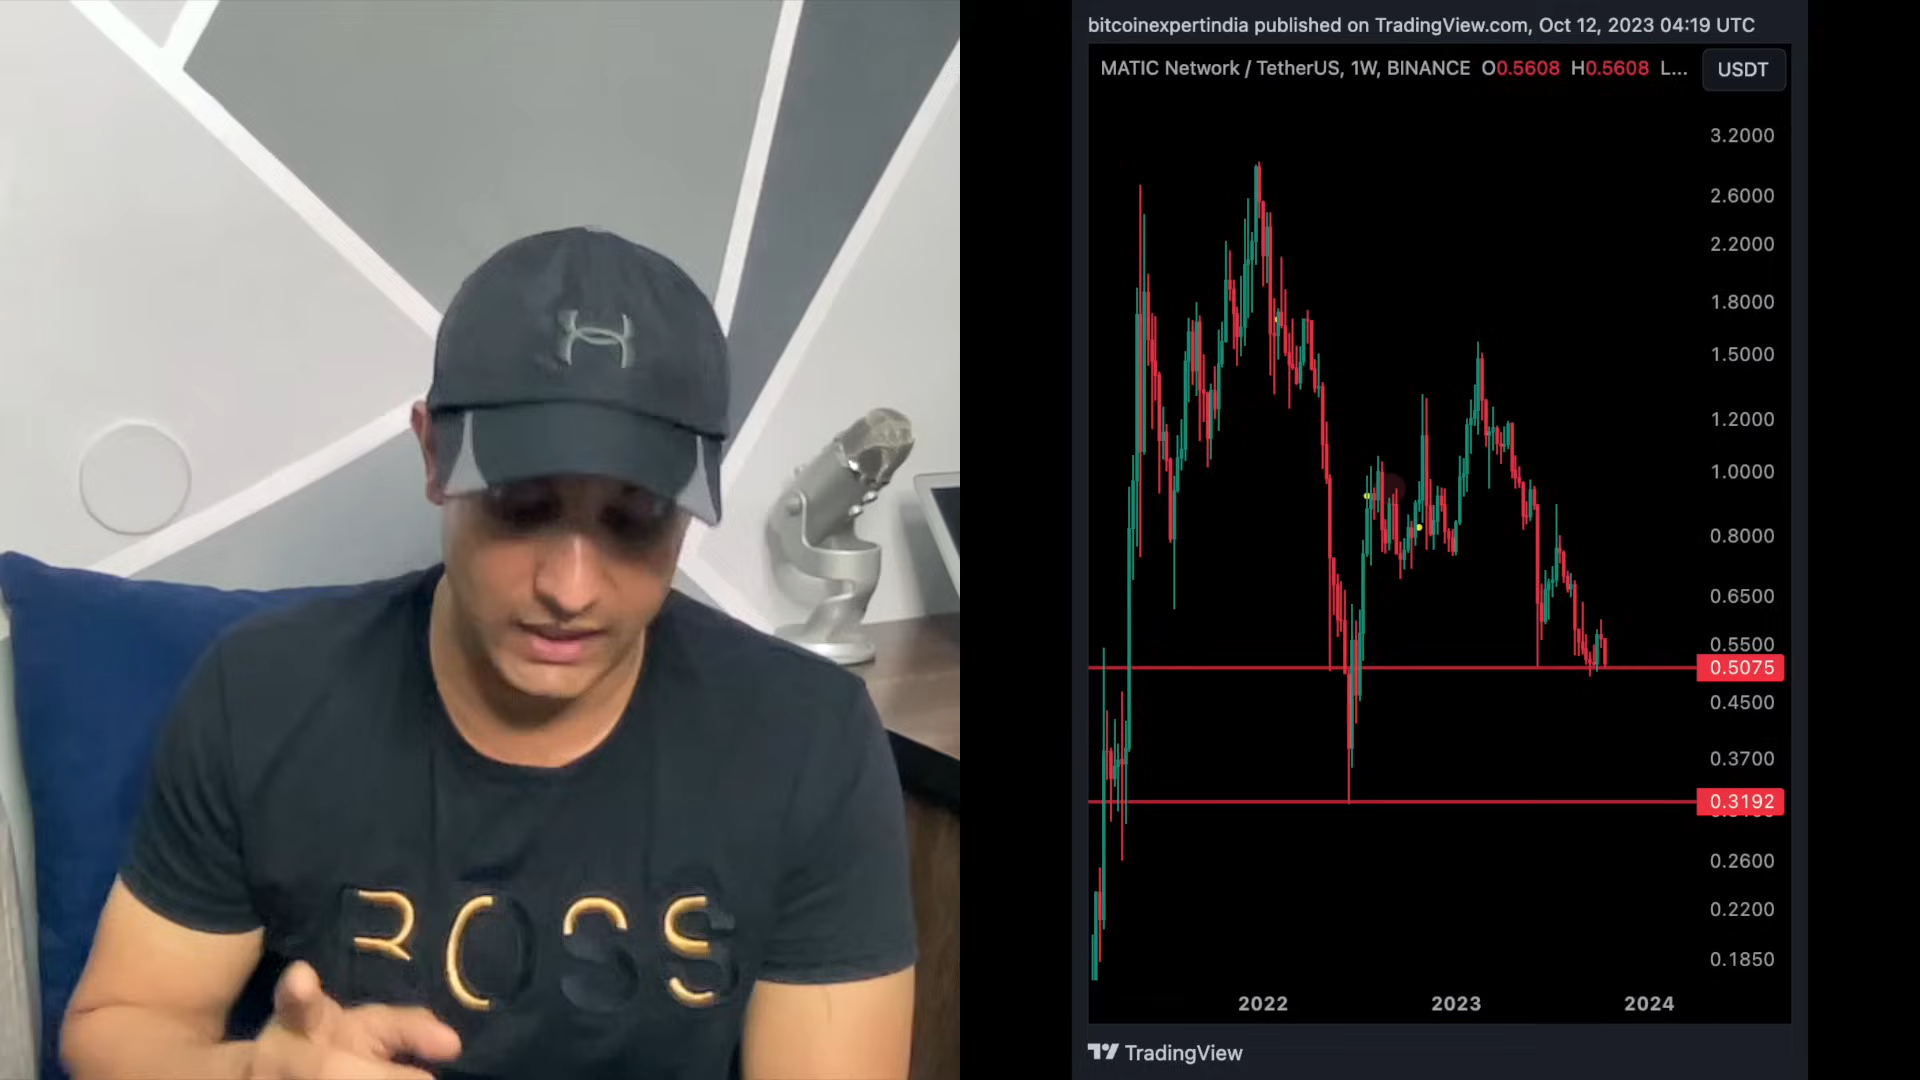 BOSS
bitcoinexpertindia published on TradingView.com, Oct 12, 2023 04:19 UTC
MATIC Network / TetherUS, 1W, BINANCE O0.5608 H0.5608 L...
USDT
3.2000
2.6000
2.2000
1.8000
1.5000
1.2000
1.0000
0.8000
0.6500
0.5500
0.5075
0.4500
0.3700
0.3192
0.2600
0.2200
0.1850
2022 2023 2024
TradingView